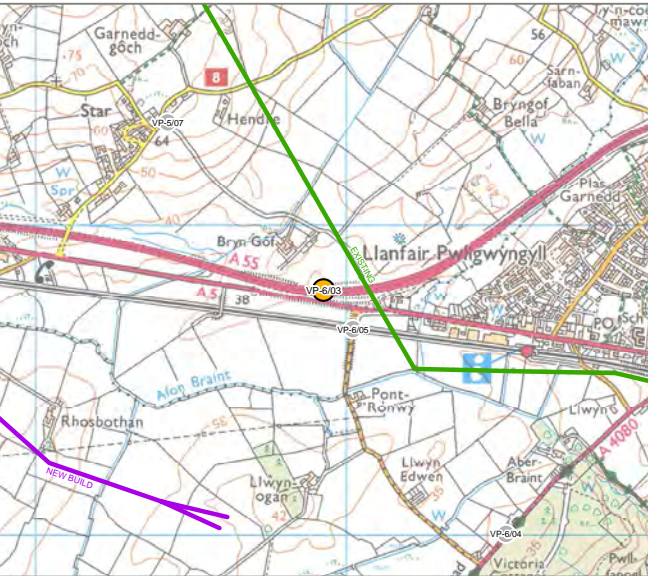 Garnedd-
gôch
75
70
8
56
60
Sarn-
faban
Star
VP-5/07
64
60
Hendre
Bryngof
Bella
W
W
W
Spr
50
40
Plas
Garnedd
Bryn Gof
Llanfair Pwllgwyngyll
EXISTING
A 55
A 5
38
VP-6/03
W
W
VP-6/05
PO
Sch
Afon Braint
Pont-
Ronwy
Llwyn
A 4080
Rhosbothan
NEW BUILD
Llwyn-
ogan
42
Llwyn
Edwen
45
W
Aber-
Braint
W
VP-6/04
35
Victoria
Pwll-